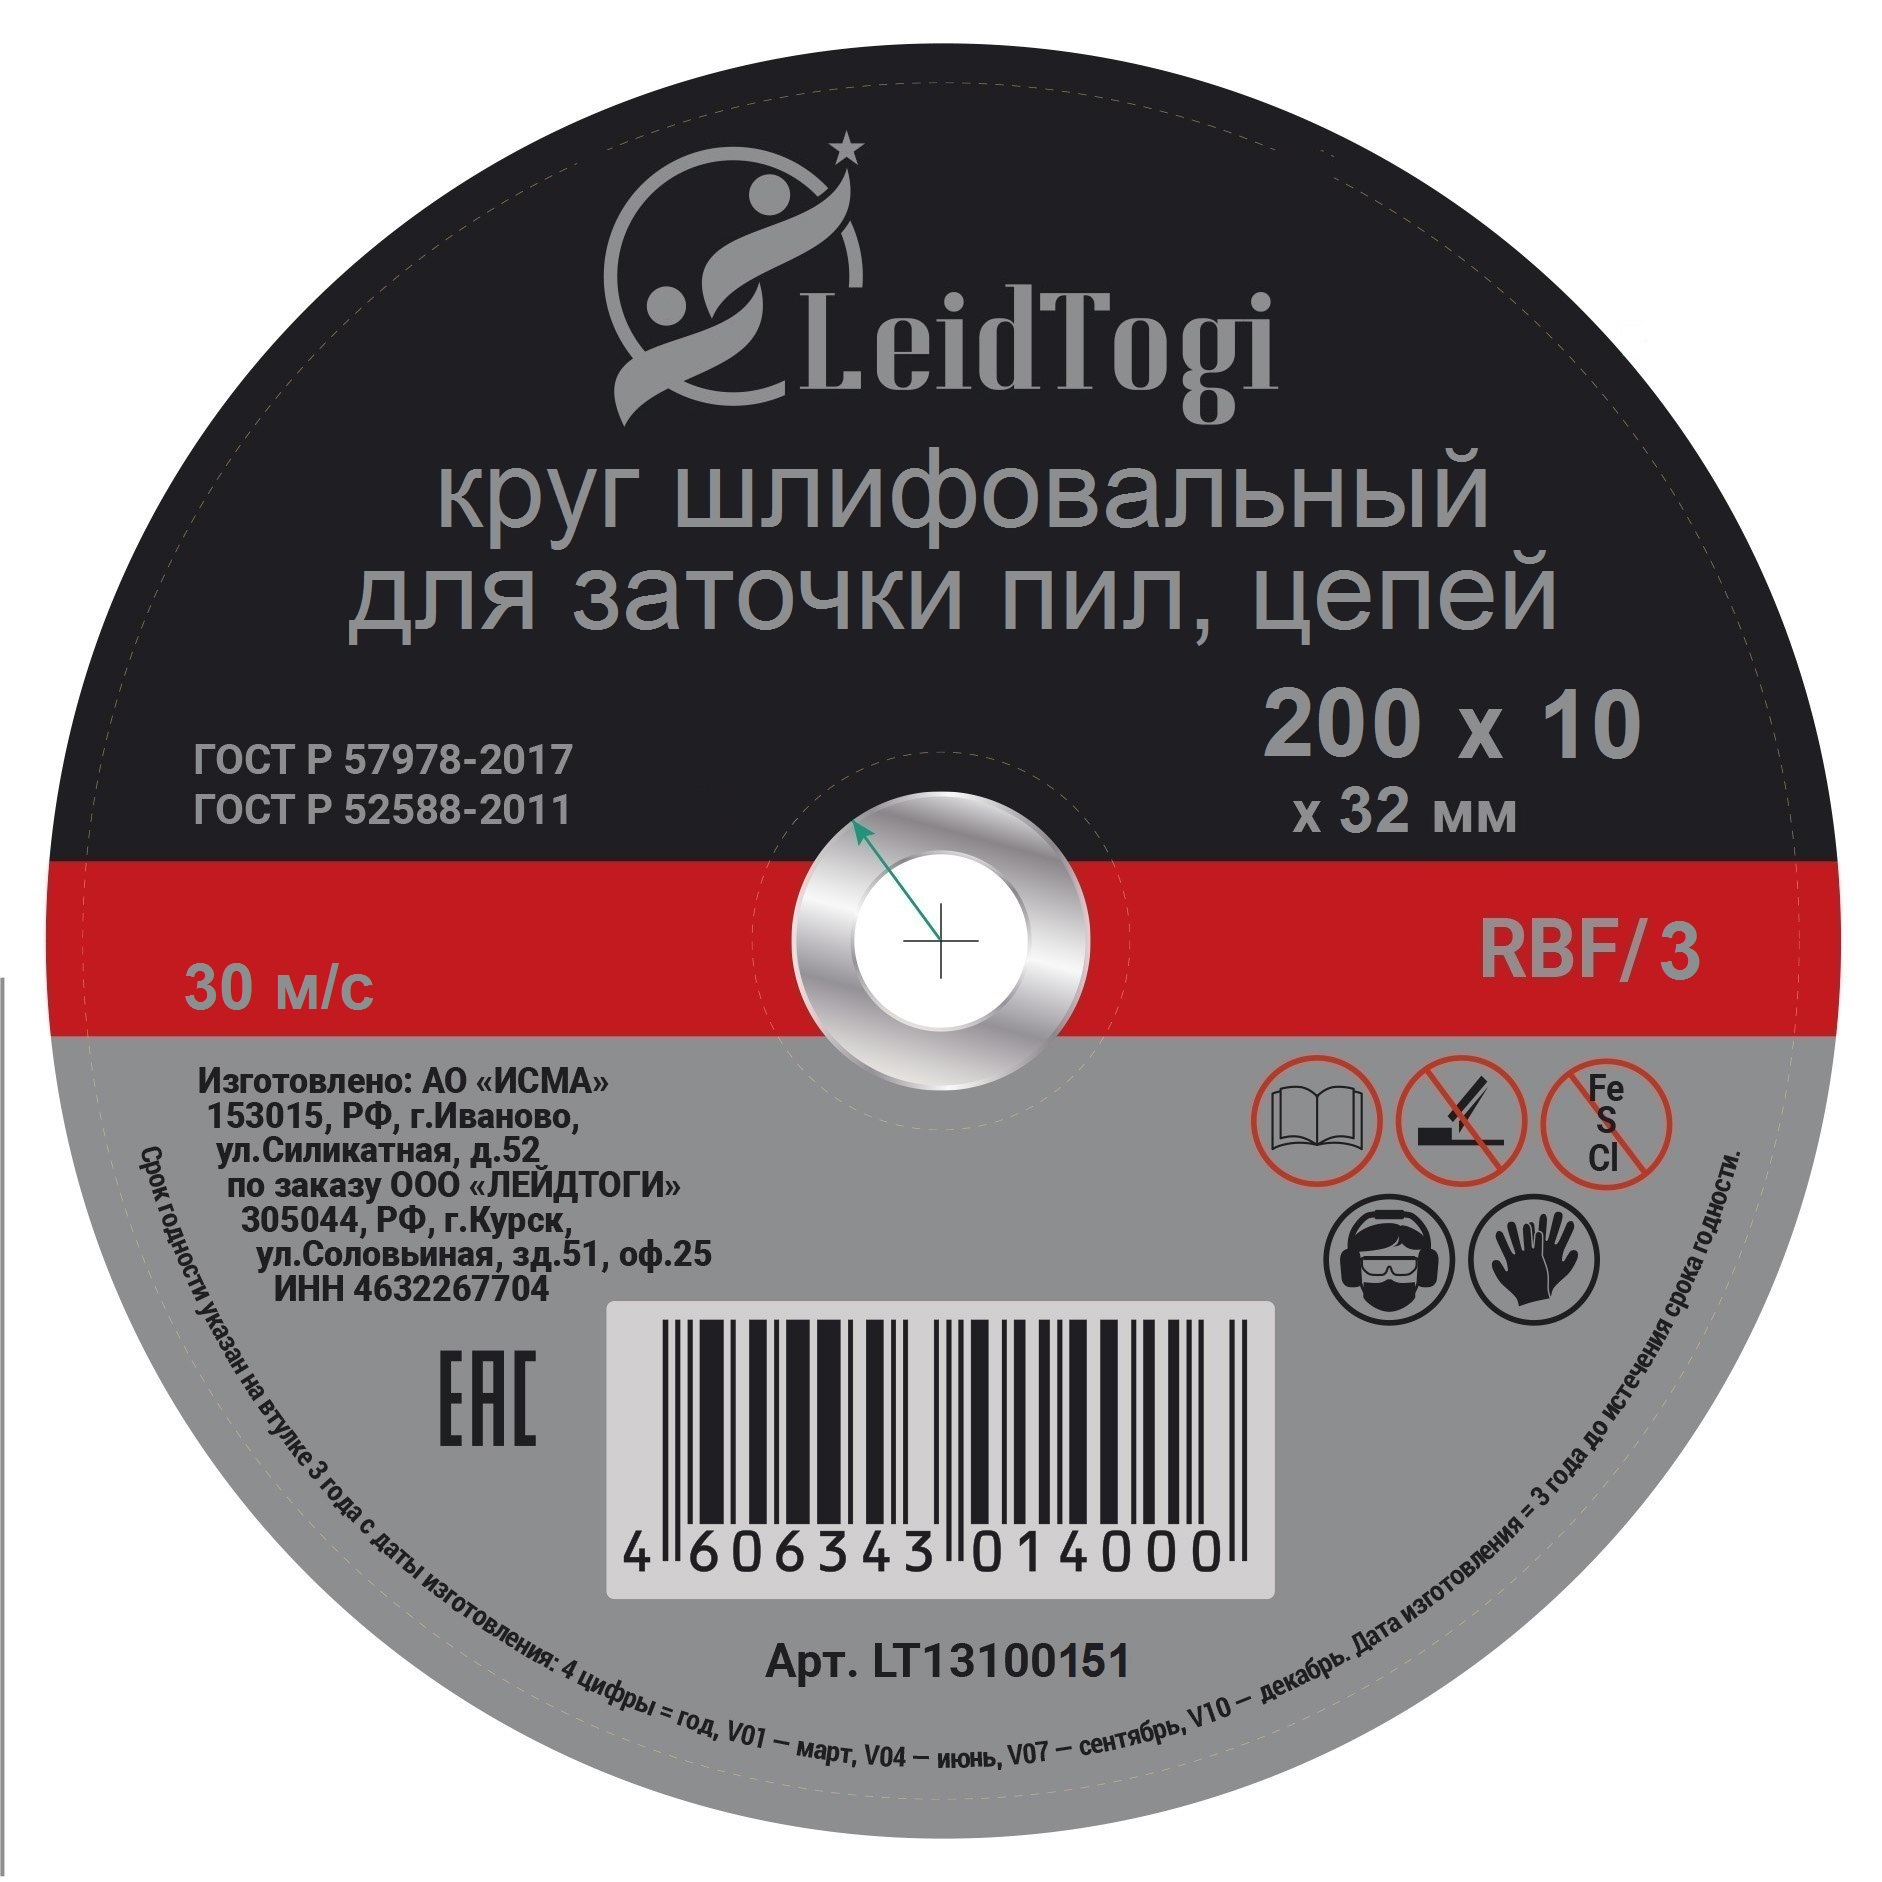 LeidTogi
круг шлифовальный
для заточки пил, цепей
200 х 10
х 32 мм
ГОСТ Р 57978-2017
ГОСТ Р 52588-2011
30 м/с
RBF/ 3
Изготовлено: АО «ИСМА»
153015, РФ, г.Иваново,
ул.Силикатная, д.52
по заказу ООО «ЛЕЙДТОГИ»
305044, РФ, г.Курск,
ул.Соловьиная, зд.51, оф.25
ИНН 4632267704
Fe
S
Cl
EAC
4 606343 014000
Арт. LT13100151
Срок годности указан на втулке 3 года с даты изготовления: 4 цифры = год, V01 – март, V04 – июнь, V07 – сентябрь, V10 – декабрь. Дата изготовления = 3 года до истечения срока годности.